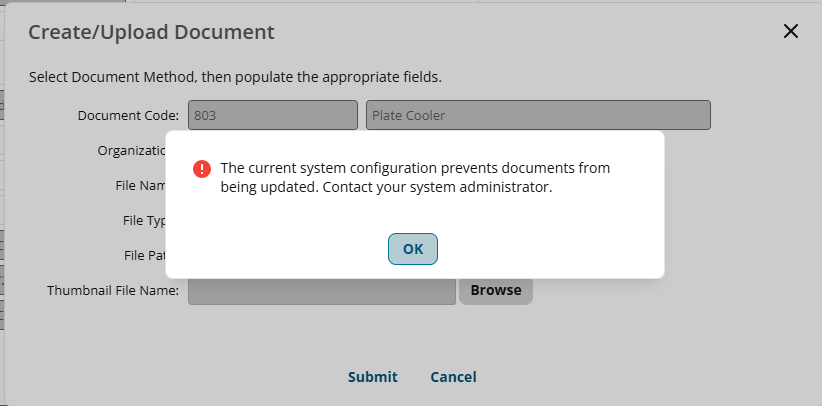 Create/Upload Document
Select Document Method, then populate the appropriate fields.
Document Code: 803 Plate Cooler
Organizatio
The current system configuration prevents documents from
being updated. Contact your system administrator.
File Nam
File Typ
File Pat
OK
Thumbnail File Name: Browse
Submit Cancel